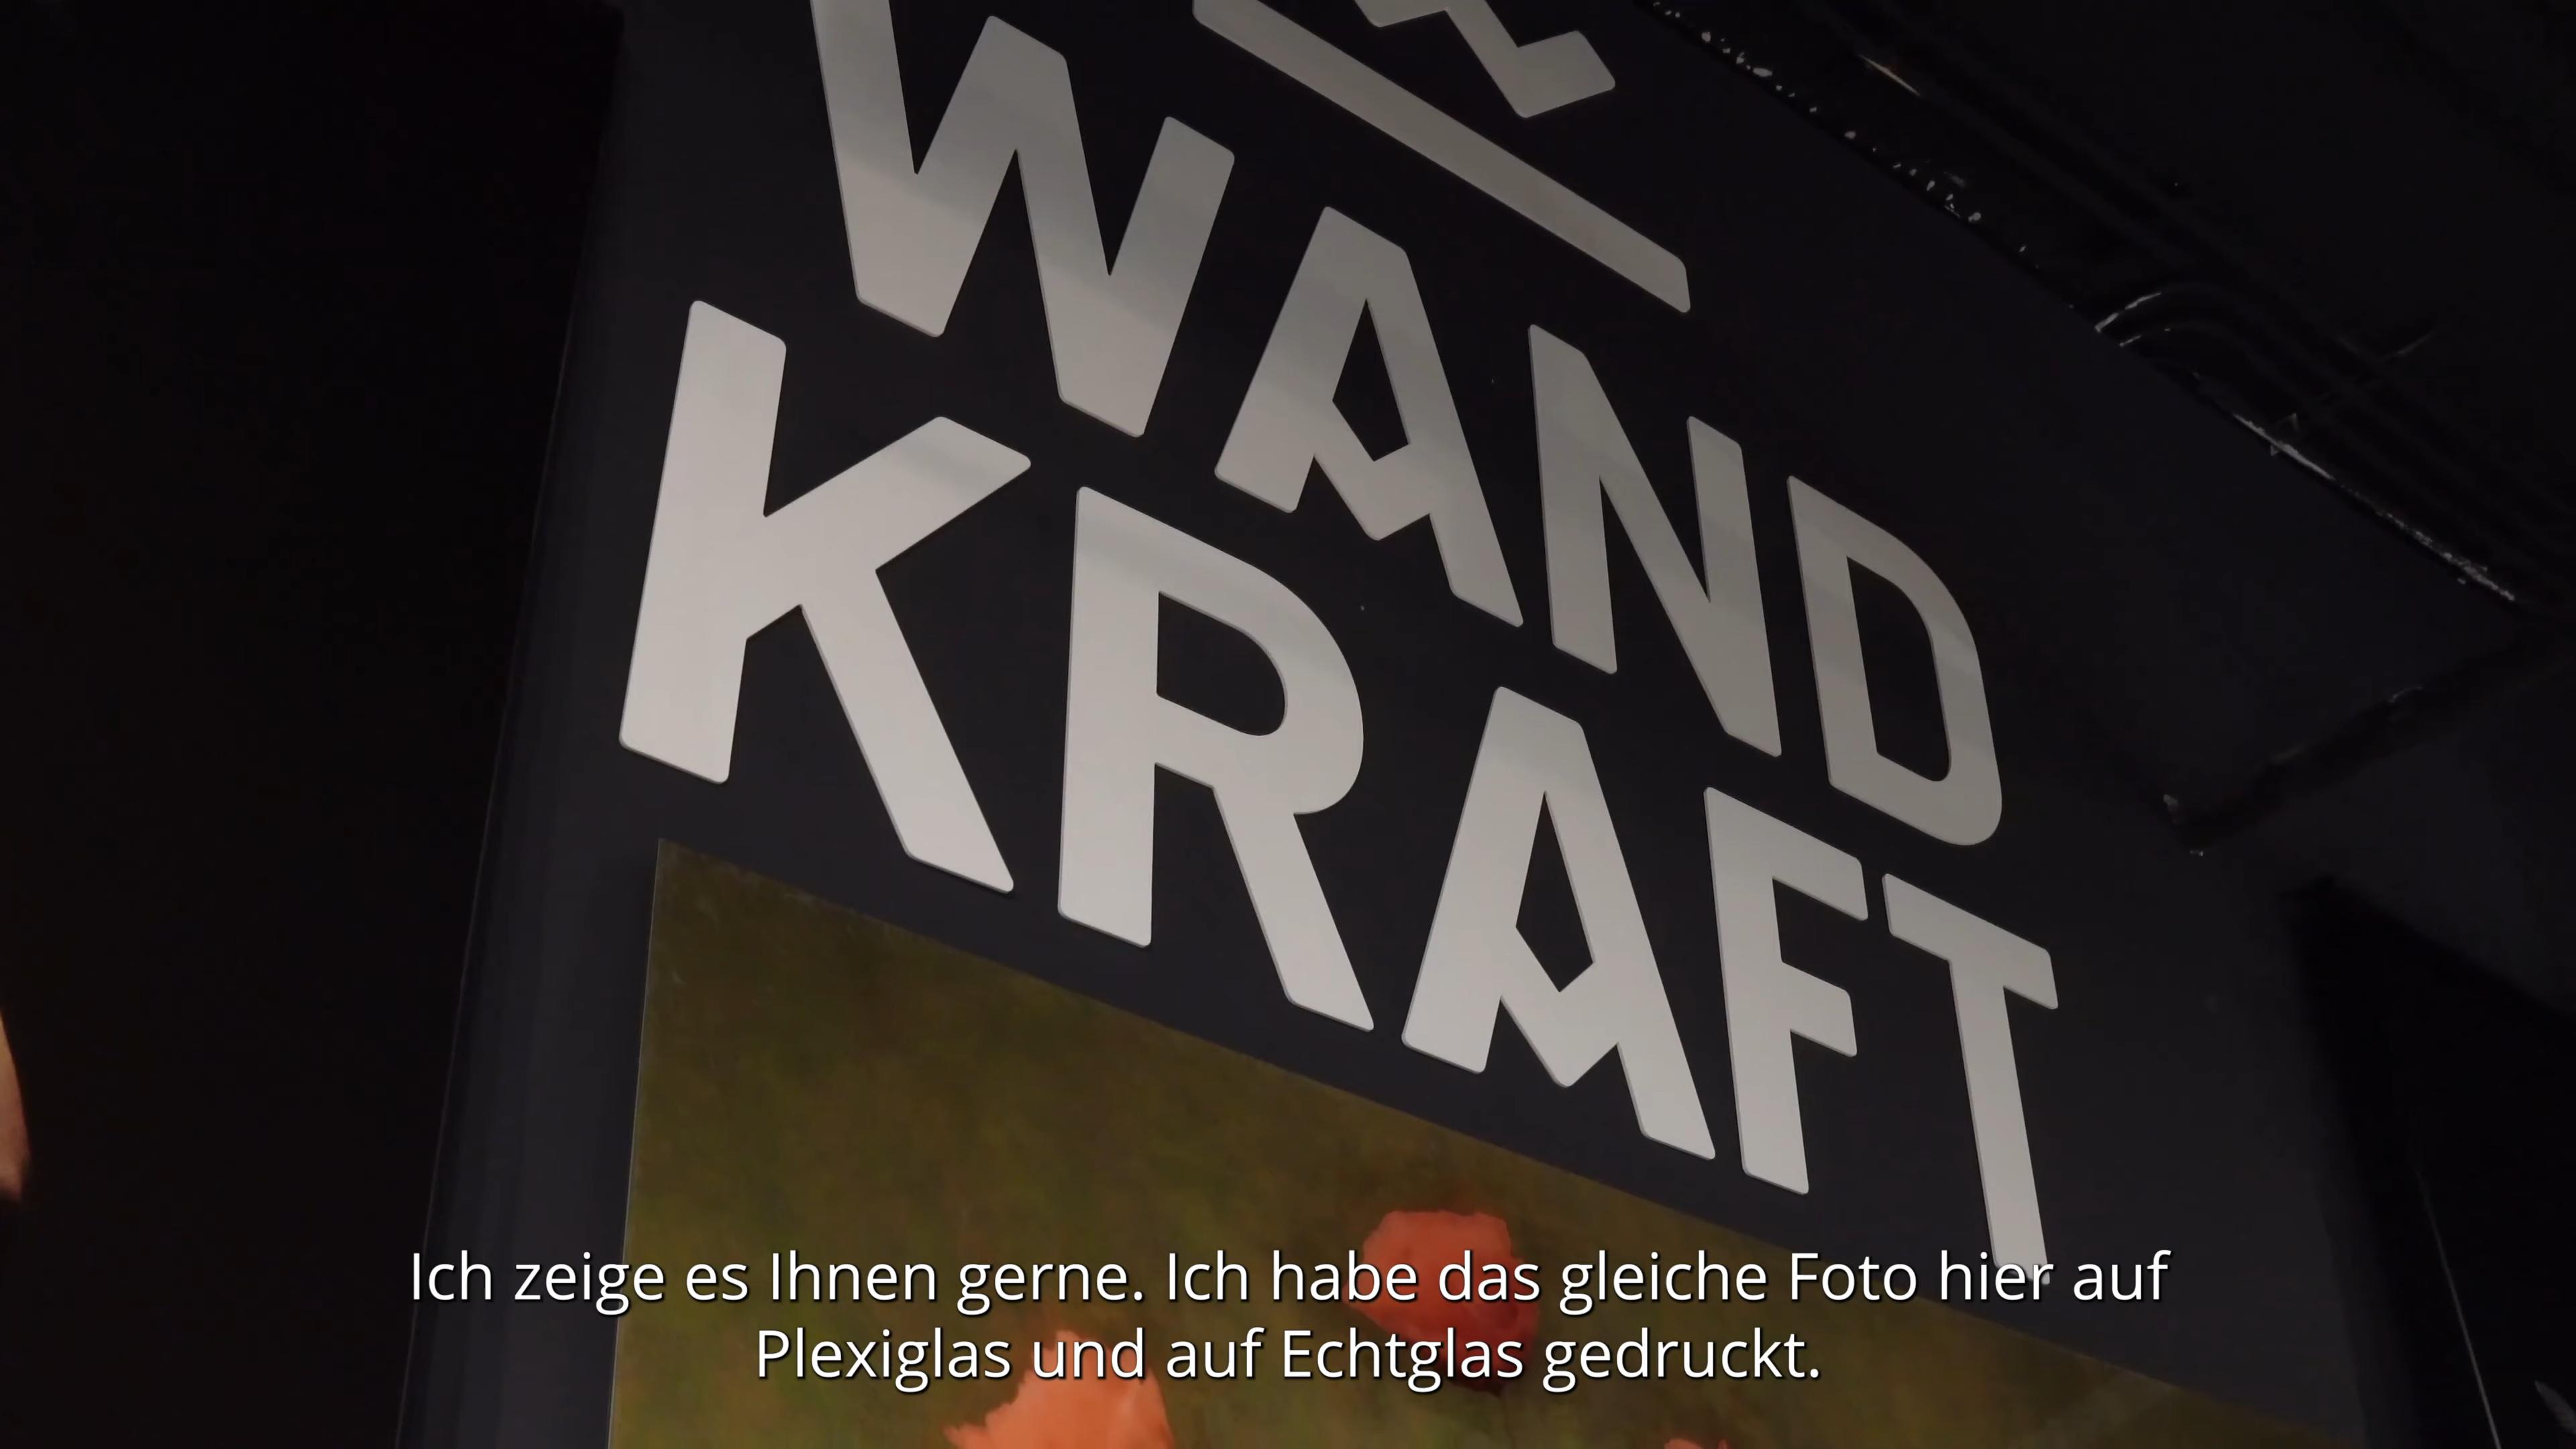 WAND
KRAFT
Ich zeige es Ihnen gerne. Ich habe das gleiche Foto hier auf
Plexiglas und auf Echtglas gedruckt.